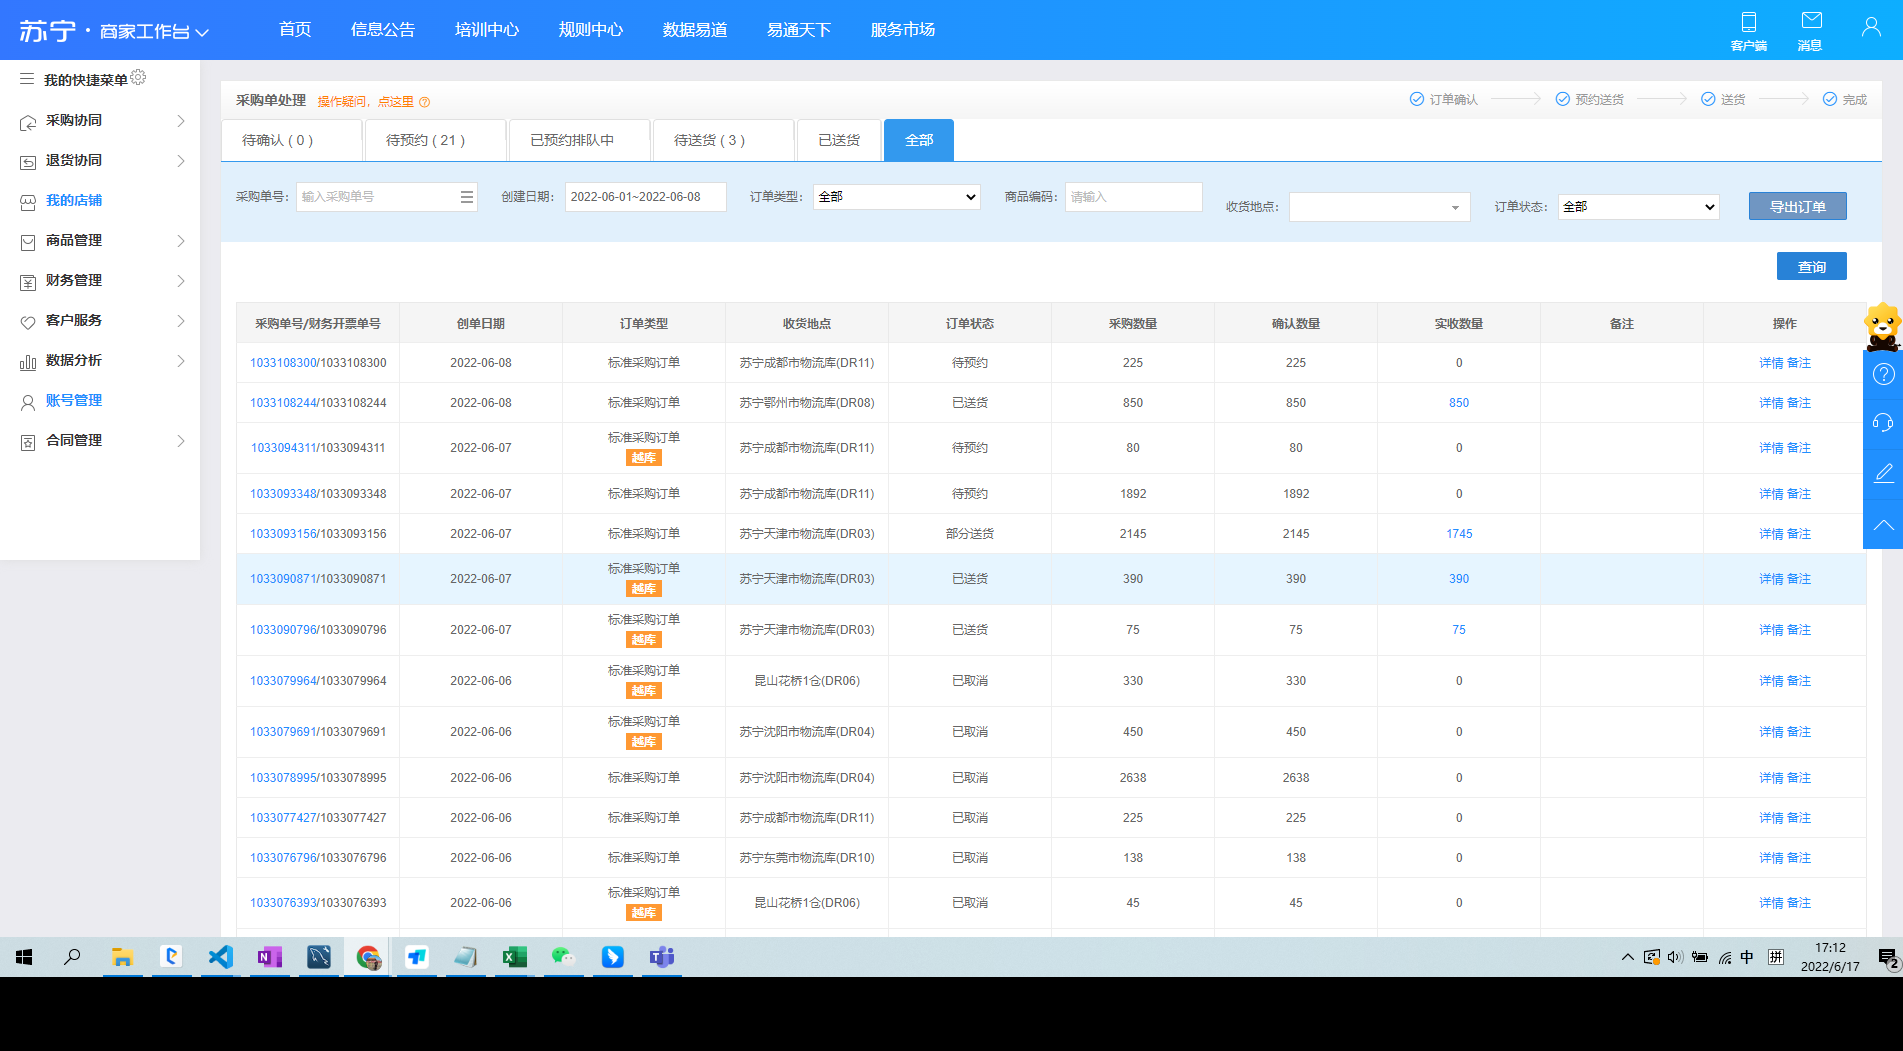 苏宁·商家工作台 首页 信息公告 培训中心 规则中心 数据易道 易通天下 服务市场 客户端 消息
我的快捷菜单
采购协同
退货协同
我的店铺
商品管理
财务管理
客户服务
数据分析
账号管理
合同管理
采购单处理 操作疑问，点这里 订单确认 预约送货 送货 完成
待确认 ( 0 ) 待预约 ( 21 ) 已预约排队中 待送货 ( 3 ) 已送货 全部
采购单号: 输入采购单号 创建日期: 2022-06-01~2022-06-08 订单类型: 全部 商品编码: 请输入 收货地点: 订单状态: 全部 导出订单
查询
采购单号/财务开票单号 创单日期 订单类型 收货地点 订单状态 采购数量 确认数量 实收数量 备注 操作
1033108300/1033108300 2022-06-08 标准采购订单 苏宁成都市物流库(DR11) 待预约 225 225 0 详情 备注
1033108244/1033108244 2022-06-08 标准采购订单 苏宁鄂州市物流库(DR08) 已送货 850 850 850 详情 备注
1033094311/1033094311 2022-06-07 标准采购订单 越库 苏宁成都市物流库(DR11) 待预约 80 80 0 详情 备注
1033093348/1033093348 2022-06-07 标准采购订单 苏宁成都市物流库(DR11) 待预约 1892 1892 0 详情 备注
1033093156/1033093156 2022-06-07 标准采购订单 苏宁天津市物流库(DR03) 部分送货 2145 2145 1745 详情 备注
1033090871/1033090871 2022-06-07 标准采购订单 越库 苏宁天津市物流库(DR03) 已送货 390 390 390 详情 备注
1033090796/1033090796 2022-06-07 标准采购订单 越库 苏宁天津市物流库(DR03) 已送货 75 75 75 详情 备注
1033079964/1033079964 2022-06-06 标准采购订单 越库 昆山花桥1仓(DR06) 已取消 330 330 0 详情 备注
1033079691/1033079691 2022-06-06 标准采购订单 越库 苏宁沈阳市物流库(DR04) 已取消 450 450 0 详情 备注
1033078995/1033078995 2022-06-06 标准采购订单 苏宁沈阳市物流库(DR04) 已取消 2638 2638 0 详情 备注
1033077427/1033077427 2022-06-06 标准采购订单 苏宁成都市物流库(DR11) 已取消 225 225 0 详情 备注
1033076796/1033076796 2022-06-06 标准采购订单 苏宁东莞市物流库(DR10) 已取消 138 138 0 详情 备注
1033076393/1033076393 2022-06-06 标准采购订单 越库 昆山花桥1仓(DR06) 已取消 45 45 0 详情 备注
中 拼 17:12
2022/6/17 2